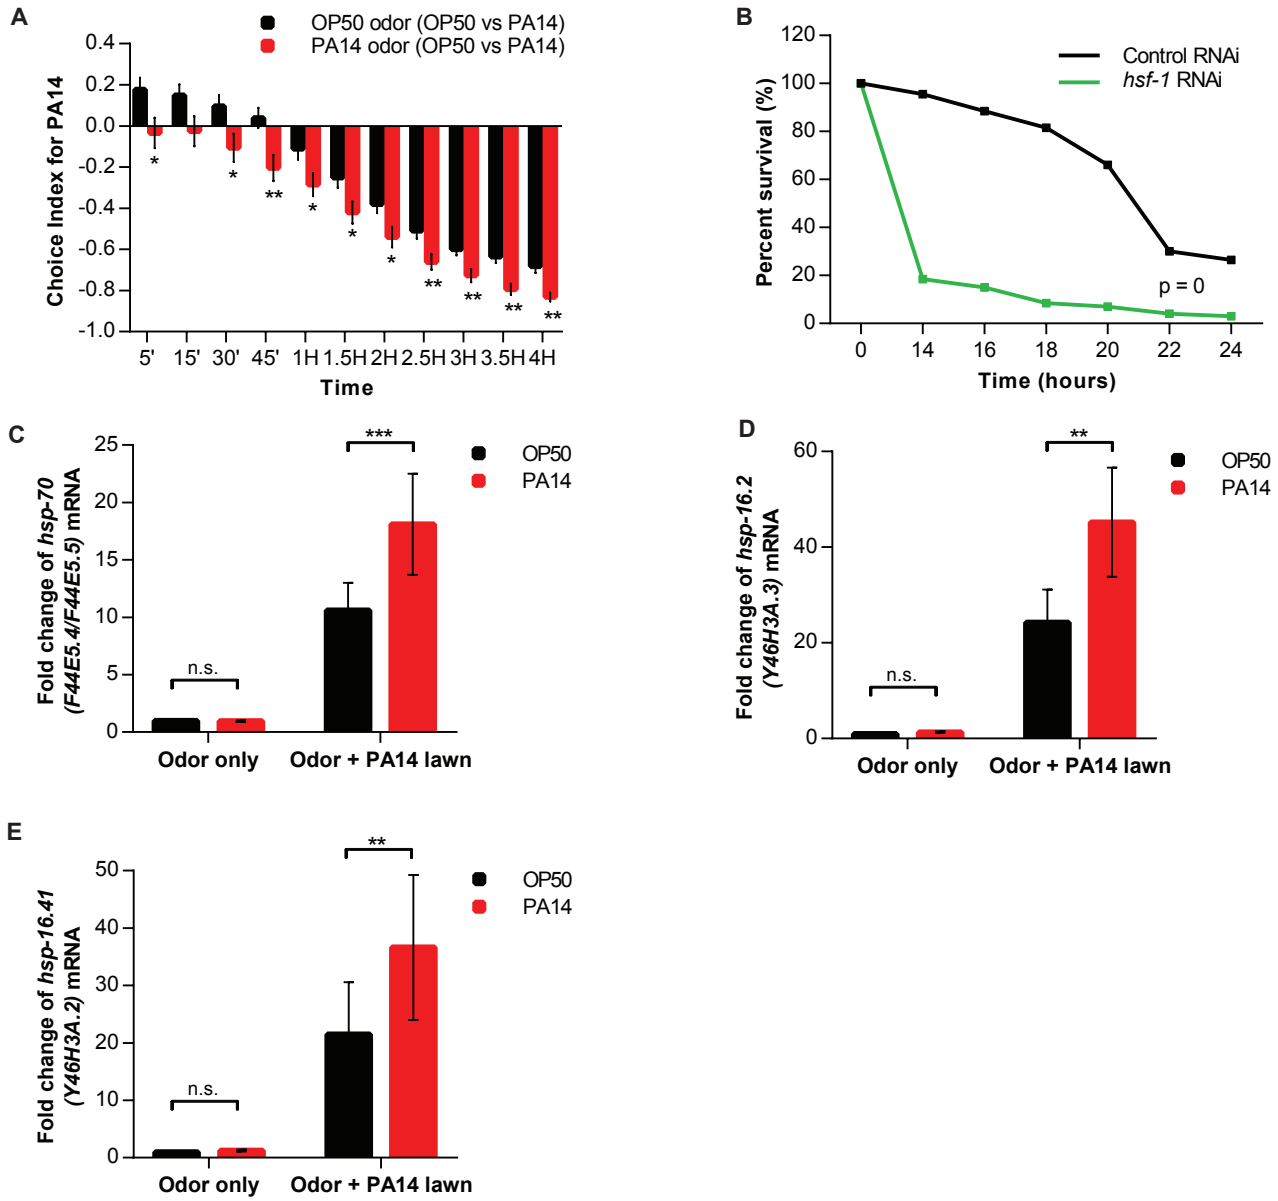 A
OP50 odor (OP50 vs PA14)
PA14 odor (OP50 vs PA14)
Choice Index for PA14
0.4
0.2
0.0
-0.2
-0.4
-0.6
-0.8
-1.0
*
*
**
*
*
*
**
**
**
**
5' 15' 30' 45' 1H 1.5H 2H 2.5H 3H 3.5H 4H
Time
B
Control RNAi
hsf-1 RNAi
Percent survival (%)
120
100
80
60
40
20
0
p = 0
0 14 16 18 20 22 24
Time (hours)
C
OP50
PA14
Fold change of hsp-70
(F44E5.4/F44E5.5) mRNA
25
20
15
10
5
0
n.s.
***
Odor only Odor + PA14 lawn
D
OP50
PA14
Fold change of hsp-16.2
(Y46H3A.3) mRNA
60
40
20
0
n.s.
**
Odor only Odor + PA14 lawn
E
OP50
PA14
Fold change of hsp-16.41
(Y46H3A.2) mRNA
50
40
30
20
10
0
n.s.
**
Odor only Odor + PA14 lawn